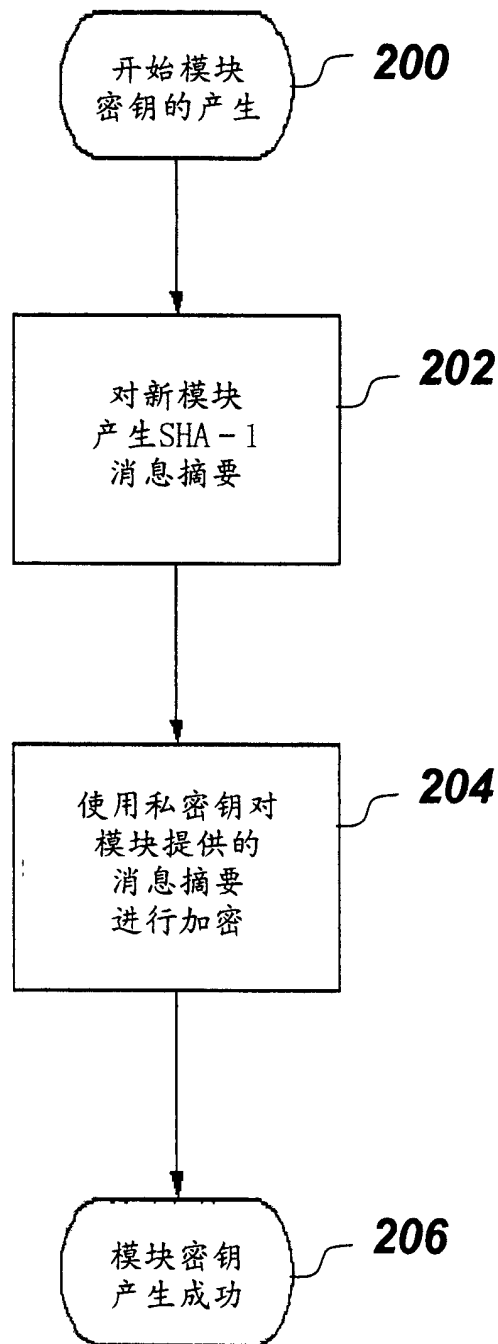 开始模块
密钥的产生
200
对新模块
产生SHA-1
消息摘要
202
使用私密钥对
模块提供的
消息摘要
进行加密
204
模块密钥
产生成功
206